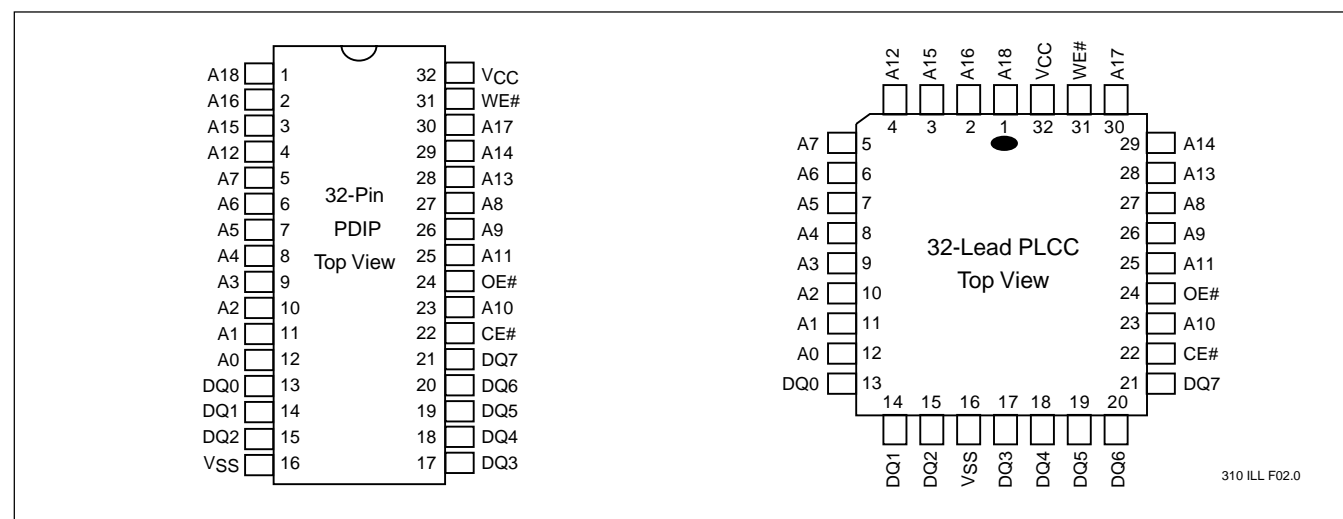 A18 1 32 VCC
A16 2 31 WE#
A15 3 30 A17
A12 4 29 A14
A7 5 28 A13
A6 6 27 A8
A5 7 26 A9
A4 8 25 A11
A3 9 24 OE#
A2 10 23 A10
A1 11 22 CE#
A0 12 21 DQ7
DQ0 13 20 DQ6
DQ1 14 19 DQ5
DQ2 15 18 DQ4
VSS 16 17 DQ3
32-Pin
PDIP
Top View
A12 A15 A16 A18 VCC WE# A17
4 3 2 1 32 31 30
A7 5 29 A14
A6 6 28 A13
A5 7 27 A8
A4 8 26 A9
A3 9 25 A11
A2 10 24 OE#
A1 11 23 A10
A0 12 22 CE#
DQ0 13 21 DQ7
32-Lead PLCC
Top View
14 15 16 17 18 19 20
DQ1 DQ2 VSS DQ3 DQ4 DQ5 DQ6
310 ILL F02.0